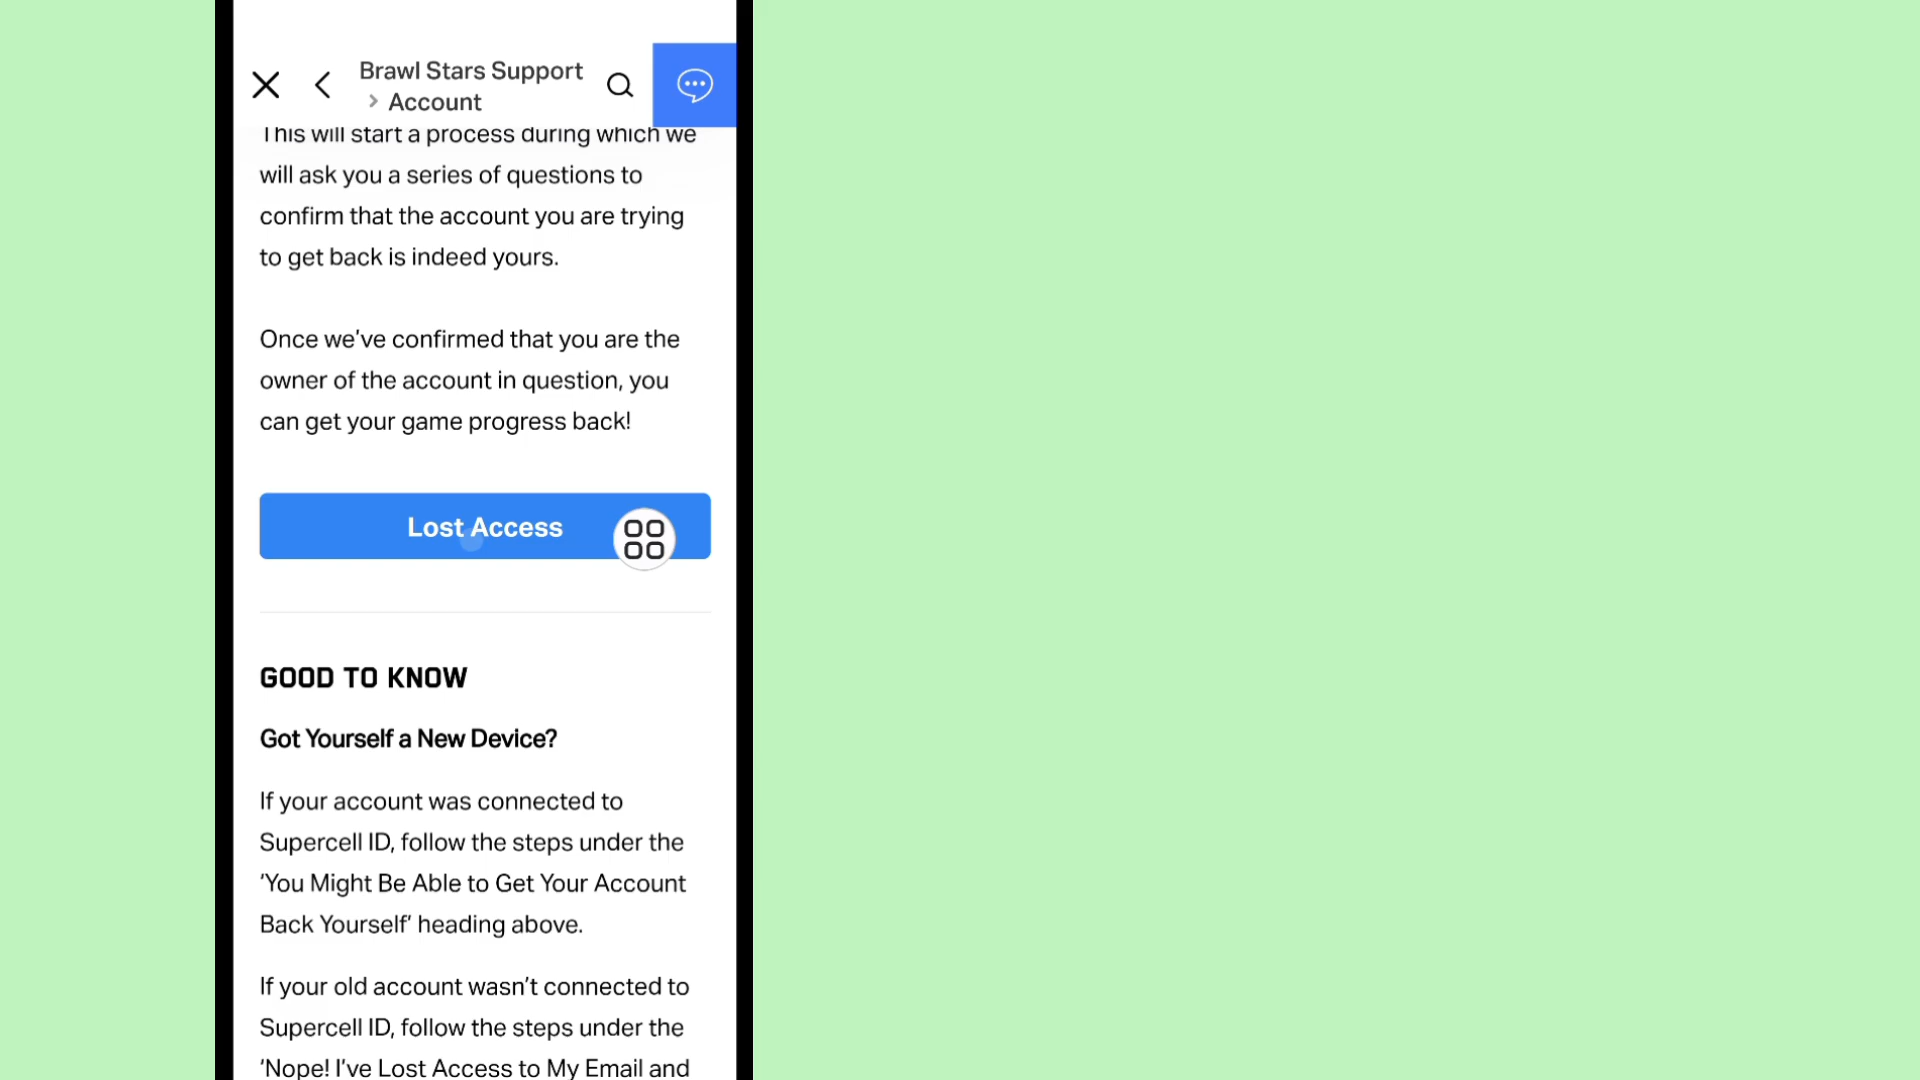 Brawl Stars Support
> Account
This will start a process during which we
will ask you a series of questions to
confirm that the account you are trying
to get back is indeed yours.
Once we’ve confirmed that you are the
owner of the account in question, you
can get your game progress back!
Lost Access
GOOD TO KNOW
Got Yourself a New Device?
If your account was connected to
Supercell ID, follow the steps under the
‘You Might Be Able to Get Your Account
Back Yourself’ heading above.
If your old account wasn’t connected to
Supercell ID, follow the steps under the
‘Nope! I’ve Lost Access to My Email and